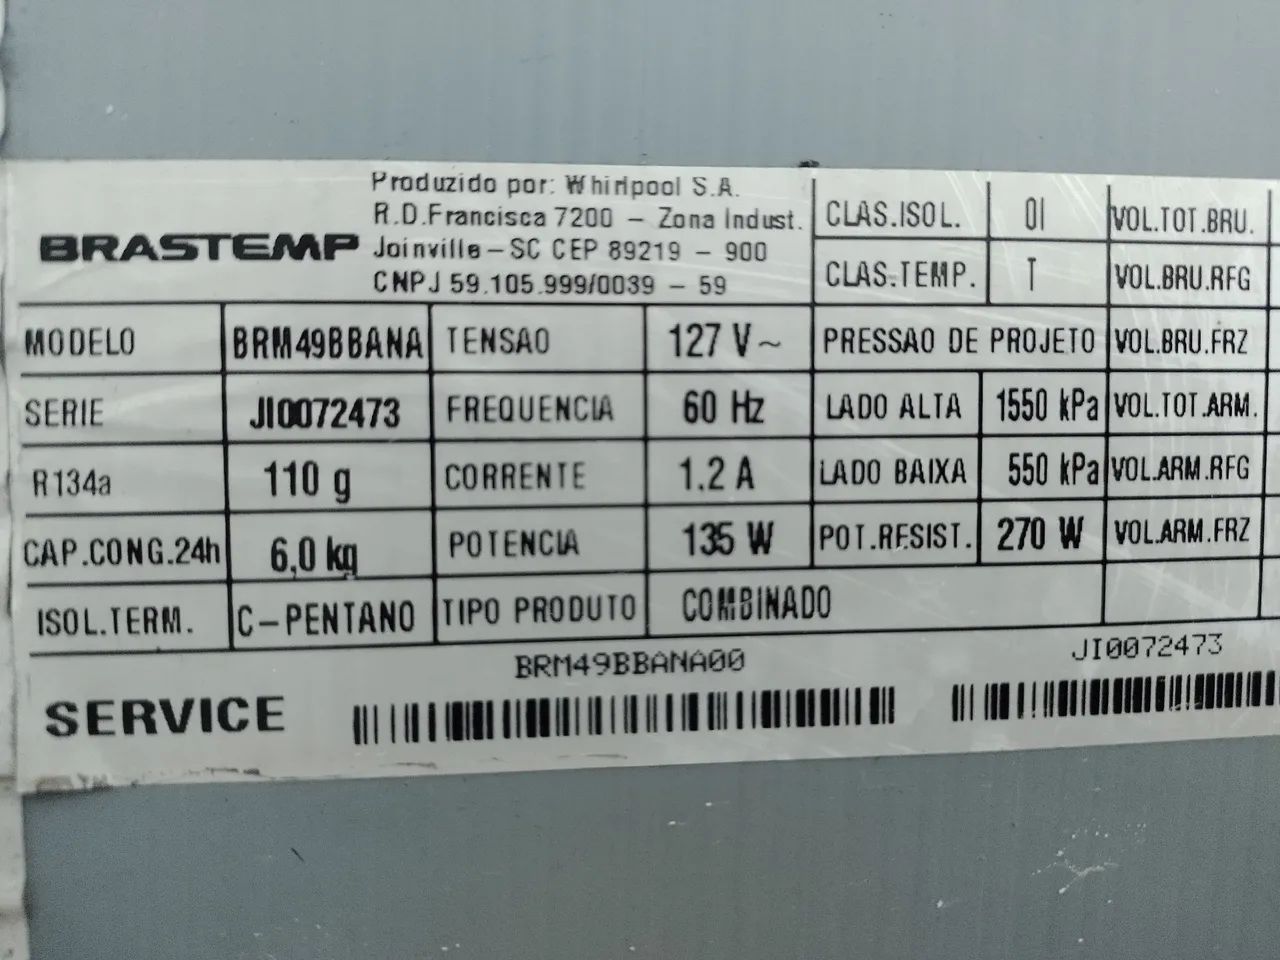 BRASTEMP
Produzido por: Whirlpool S.A.
R.D.Francisca 7200 - Zona Indust.
Joinville-SC CEP 89219 - 900
CNPJ 59.105.999/0039 - 59
CLAS.ISOL. 01 VOL.TOT.BRU.
CLAS.TEMP. T VOL.BRU.RFG
MODELO BRM49BBANA TENSAO 127 V~ PRESSAO DE PROJETO VOL.BRU.FRZ
SERIE JI0072473 FREQUENCIA 60 Hz LADO ALTA 1550 kPa VOL.TOT.ARM.
R134a 110 g CORRENTE 1.2 A LADO BAIXA 550 kPa VOL.ARM.RFG
CAP.CONG.24h 6,0 kg POTENCIA 135 W POT.RESIST. 270 W VOL.ARM.FRZ
ISOL.TERM. C-PENTANO TIPO PRODUTO COMBINADO
BRM49BBANA00 JI0072473
SERVICE